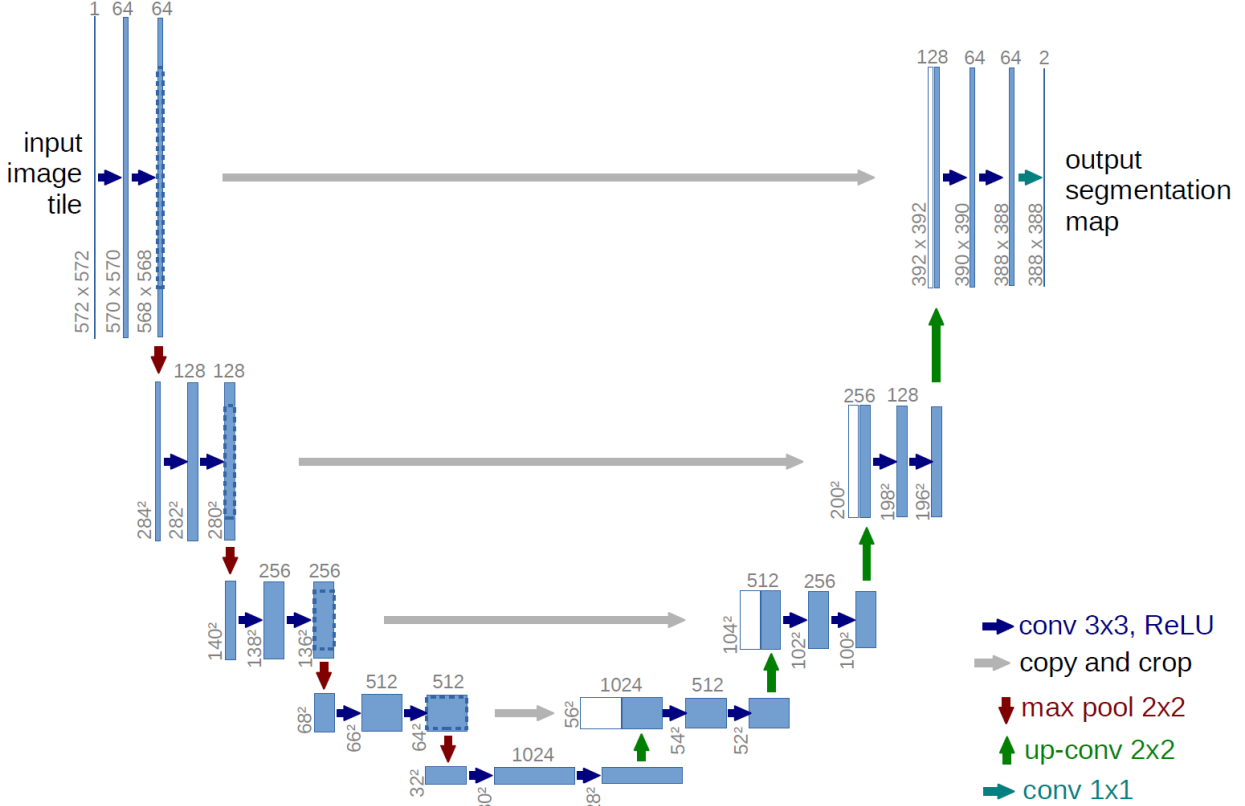 1 64 64
input
image
tile
572 x 572
570 x 570
568 x 568
128 64 64 2
output
segmentation
map
392 x 392
390 x 390
388 x 388
388 x 388
128 128
284²
282²
280²
256 128
200²
198²
196²
256 256
140²
138²
136²
512 256
104²
102²
100²
512 512
68²
66²
64²
1024 512
56²
54²
52²
1024
32²
conv 3x3, ReLU
copy and crop
max pool 2x2
up-conv 2x2
conv 1x1